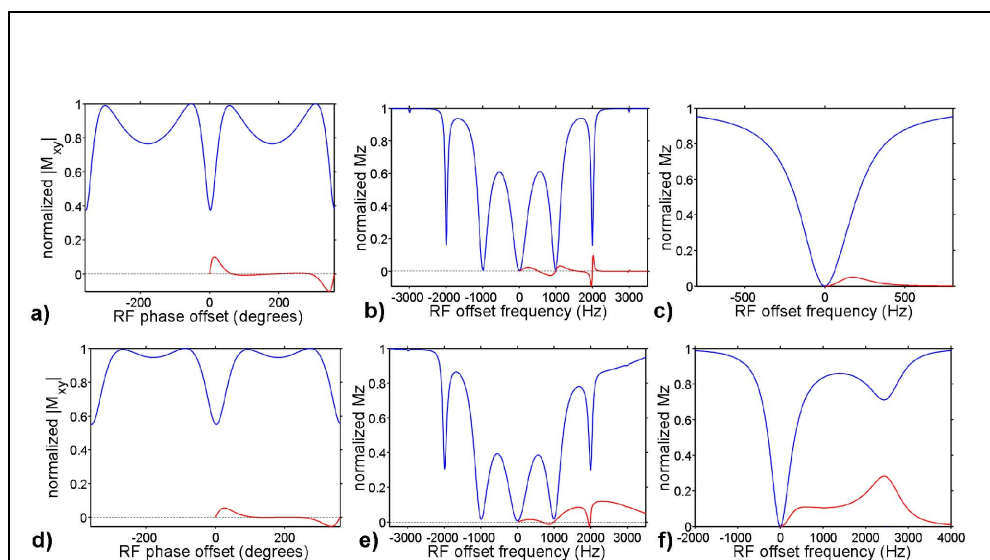 1
0.8
0.6
0.4
0.2
0
-200 0 200
normalized |Mxy|
RF phase offset (degrees)
a)
1
0.8
0.6
0.4
0.2
0
-3000 -2000 -1000 0 1000 2000 3000
normalized Mz
RF offset frequency (Hz)
b)
1
0.8
0.6
0.4
0.2
0
-500 0 500
normalized Mz
RF offset frequency (Hz)
c)
1
0.8
0.6
0.4
0.2
0
-200 0 200
normalized |Mxy|
RF phase offset (degrees)
d)
1
0.8
0.6
0.4
0.2
0
-3000 -2000 -1000 0 1000 2000 3000
normalized Mz
RF offset frequency (Hz)
e)
1
0.8
0.6
0.4
0.2
0
-2000 -1000 0 1000 2000 3000 4000
normalized Mz
RF offset frequency (Hz)
f)